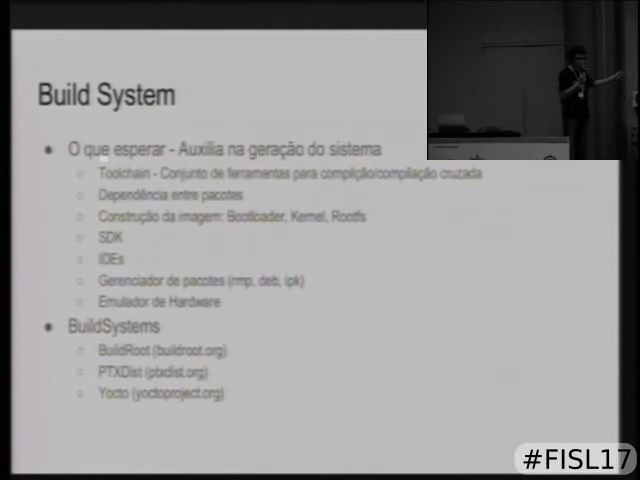 Build System
● O que esperar - Auxilia na geração do sistema
○ Toolchain - Conjunto de ferramentas para compilção/compilação cruzada
○ Dependência entre pacotes
○ Construção da imagem: Bootloader, Kernel, Rootfs
○ SDK
○ IDEs
○ Gerenciador de pacotes (rmp, deb, ipk)
○ Emulador de Hardware
● BuildSystems
○ BuildRoot (buildroot.org)
○ PTXDist (ptxdist.org)
○ Yocto (yoctoproject.org)
#FISL17